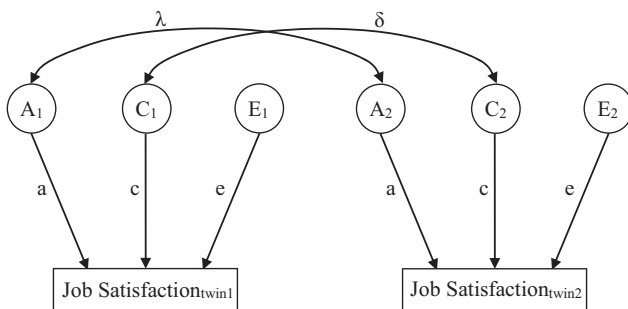 λ δ
A₁ C₁ E₁ A₂ C₂ E₂
a c e a c e
Job Satisfactiontwin1 Job Satisfactiontwin2